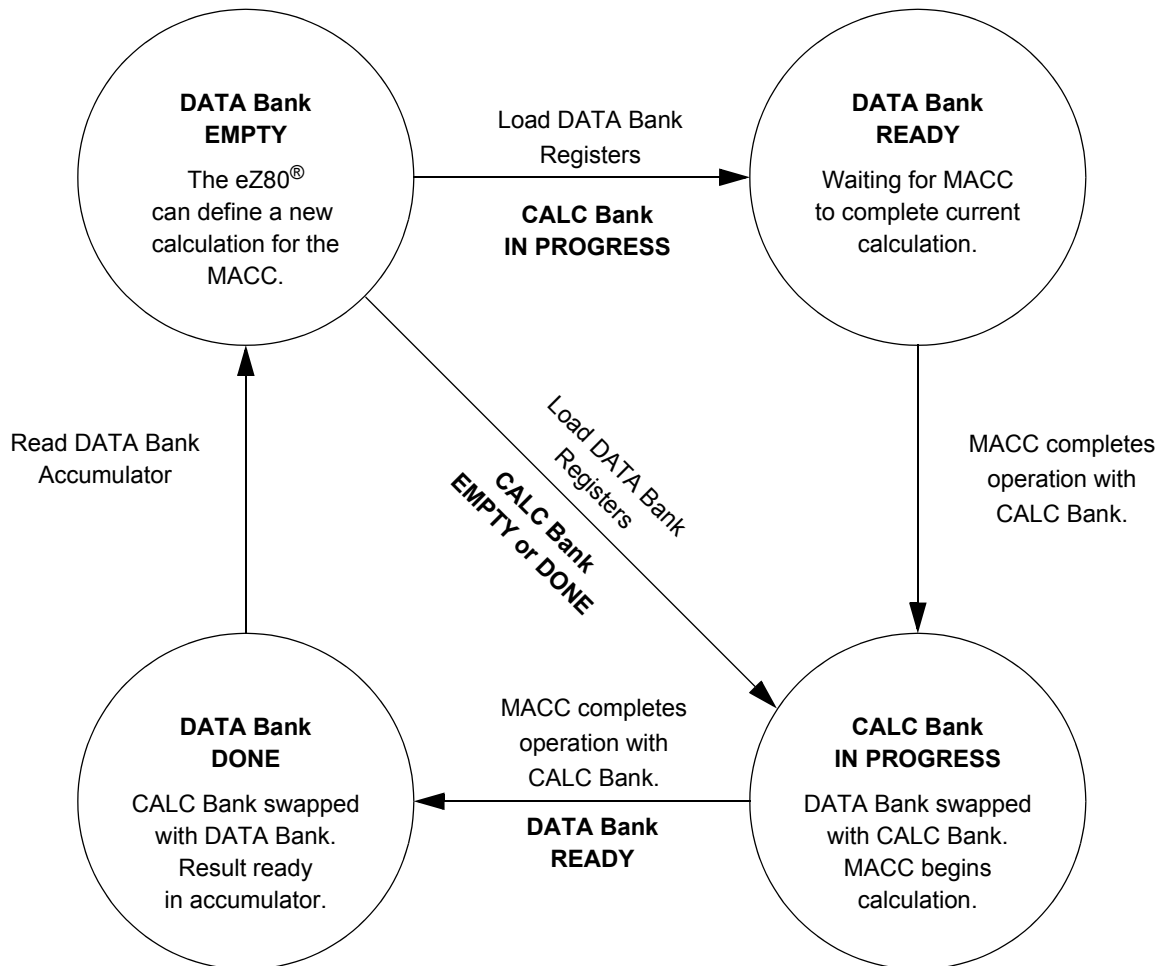 DATA Bank
EMPTY
The eZ80®
can define a new
calculation for the
MACC.
Load DATA Bank
Registers
CALC Bank
IN PROGRESS
DATA Bank
READY
Waiting for MACC
to complete current
calculation.
Read DATA Bank
Accumulator
Load DATA Bank
Registers
CALC Bank
EMPTY or DONE
MACC completes
operation with
CALC Bank.
DATA Bank
DONE
CALC Bank swapped
with DATA Bank.
Result ready
in accumulator.
MACC completes
operation with
CALC Bank.
DATA Bank
READY
CALC Bank
IN PROGRESS
DATA Bank swapped
with CALC Bank.
MACC begins
calculation.